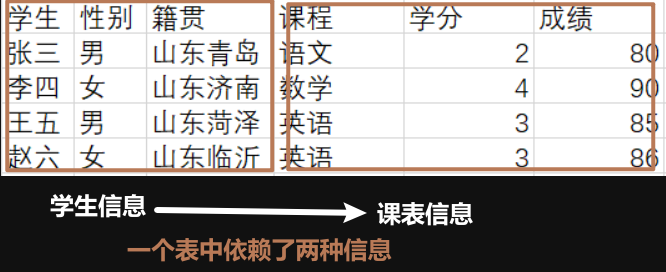 学生 性别 籍贯 课程 学分 成绩
张三 男 山东青岛 语文 2 80
李四 女 山东济南 数学 4 90
王五 男 山东菏泽 英语 3 85
赵六 女 山东临沂 英语 3 86
学生信息 课表信息
一个表中依赖了两种信息